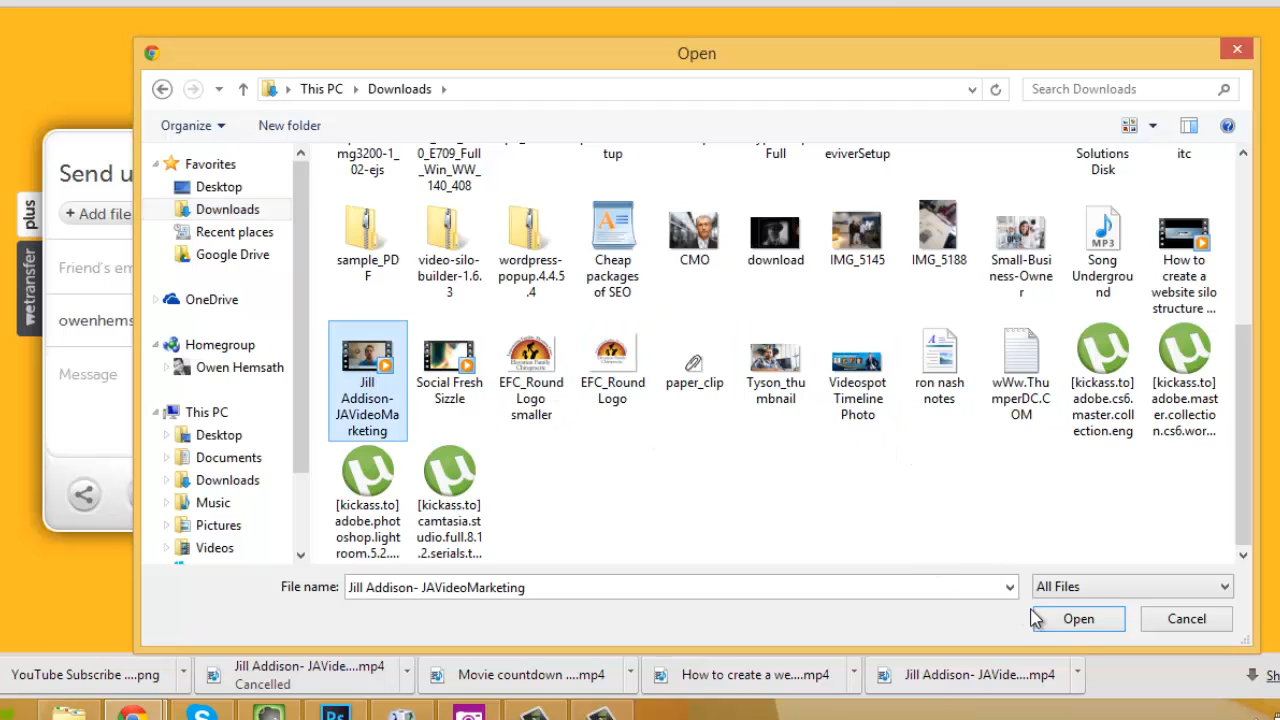 Open
This PC
Downloads
Search Downloads
Organize
New folder
Send u
plus
wetransfer
+ Add file
Friend's em
owenhems
Message
Favorites
Desktop
Downloads
Recent places
Google Drive
OneDrive
Homegroup
Owen Hemsath
This PC
Desktop
Documents
Downloads
Music
Pictures
Videos
mg3200-1_
02-ejs
0_E709_Full
_Win_WW_
140_408
tup
Full
eviverSetup
Solutions
Disk
itc
sample_PD
F
video-silo-
builder-1.6.
3
wordpress-
popup.4.4.5
.4
Cheap
packages
of SEO
CMO
download
IMG_5145
IMG_5188
Small-Busi
ness-Owne
r
MP3
Song
Undergroun
d
How to
create a
website silo
structure ...
Jill
Addison-
JAVideoMa
rketing
Social Fresh
Sizzle
EFC_Round
Logo
smaller
EFC_Round
Logo
paper_clip
Tyson_thu
mbnail
Videospot
Timeline
Photo
ron nash
notes
wWw.Thu
mperDC.C
OM
[kickass.to]
adobe.cs6.
master.coll
ection.eng
[kickass.to]
adobe.mas
ter.collectio
n.cs6.wor...
[kickass.to]
adobe.phot
oshop.light
room.5.2....
[kickass.to]
camtasia.st
udio.full.8.1
.2.serials.t...
File name:
Jill Addison- JAVideoMarketing
All Files
Open
Cancel
YouTube Subscribe ....png
Jill Addison- JAVide....mp4
Cancelled
Movie countdown ....mp4
How to create a we....mp4
Jill Addison- JAVide....mp4
Sh
Ps